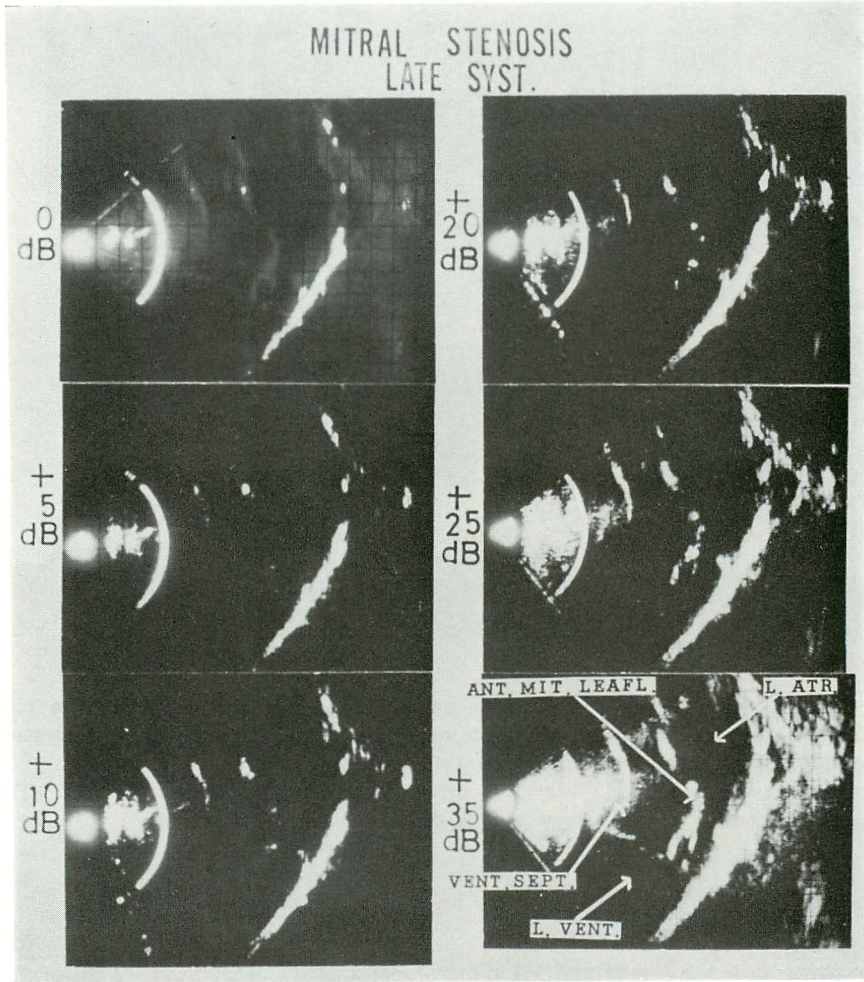 MITRAL STENOSIS
LATE SYST.
0
dB
+
5
dB
+
10
dB
+
20
dB
+
25
dB
+
35
dB
ANT, MIT, LEAFL.
L, ATR,
VENT, SEPT,
L, VENT.